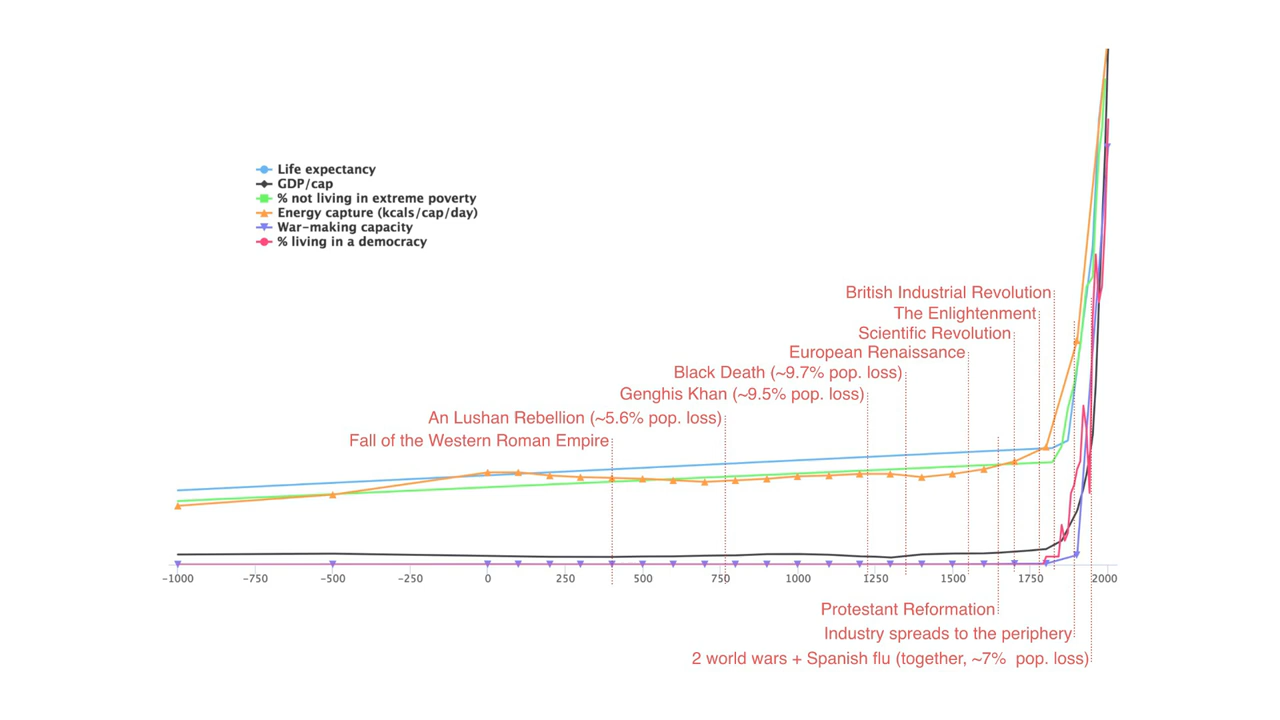 Life expectancy
GDP/cap
% not living in extreme poverty
Energy capture (kcals/cap/day)
War-making capacity
% living in a democracy
British Industrial Revolution
The Enlightenment
Scientific Revolution
European Renaissance
Black Death (~9.7% pop. loss)
Genghis Khan (~9.5% pop. loss)
An Lushan Rebellion (~5.6% pop. loss)
Fall of the Western Roman Empire
-1000 -750 -500 -250 0 250 500 750 1000 1250 1500 1750 2000
Protestant Reformation
Industry spreads to the periphery
2 world wars + Spanish flu (together, ~7% pop. loss)